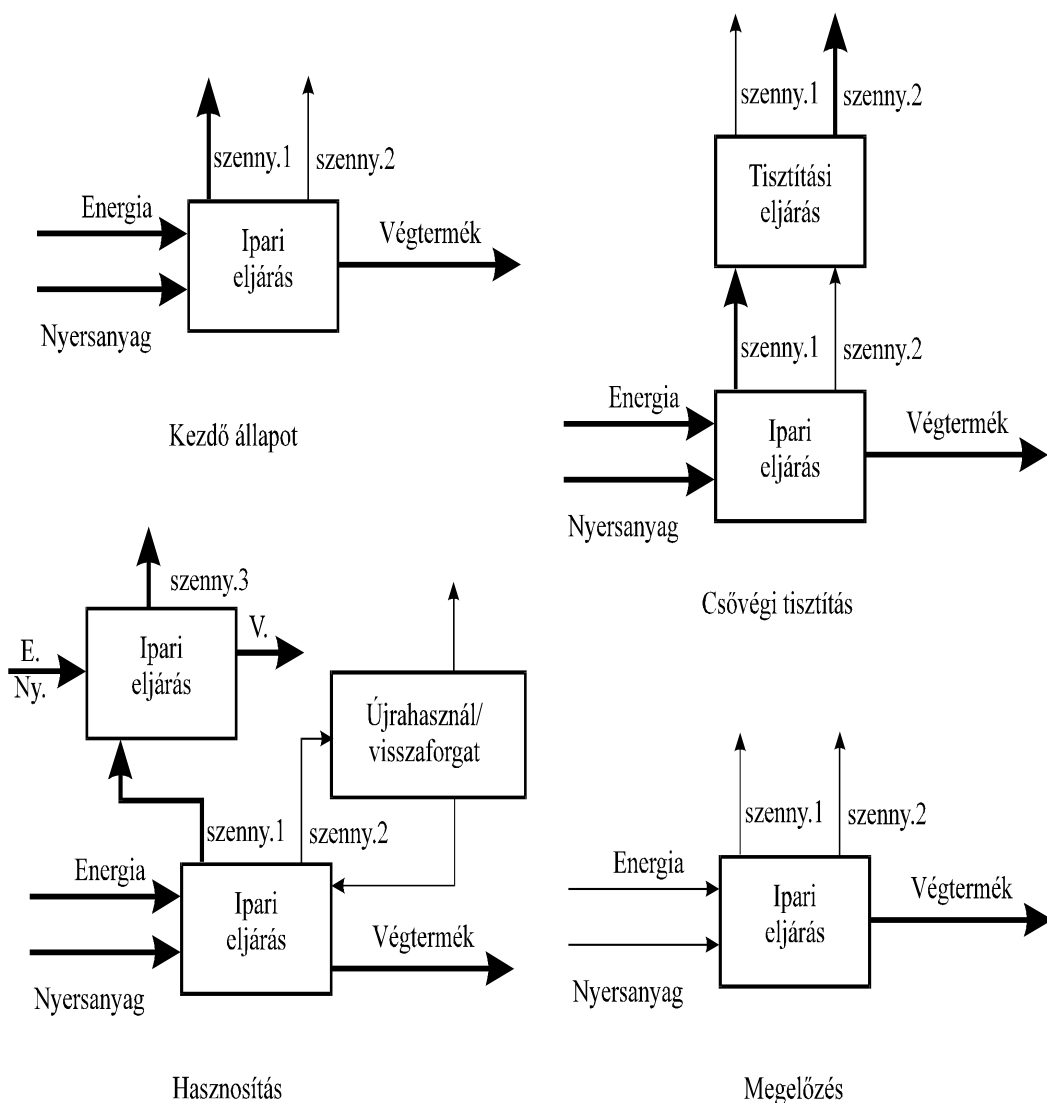 szenny.1
szenny.2
Energia
Ipari
eljárás
Végtermék
Nyersanyag
Kezdő állapot
szenny.1
szenny.2
Tisztítási
eljárás
szenny.1
szenny.2
Energia
Ipari
eljárás
Végtermék
Nyersanyag
Csővégi tisztítás
szenny.3
E.
Ny.
Ipari
eljárás
V.
Újrahasznál/
visszaforgat
szenny.1
szenny.2
Energia
Ipari
eljárás
Végtermék
Nyersanyag
Hasznosítás
szenny.1
szenny.2
Energia
Ipari
eljárás
Végtermék
Nyersanyag
Megelőzés